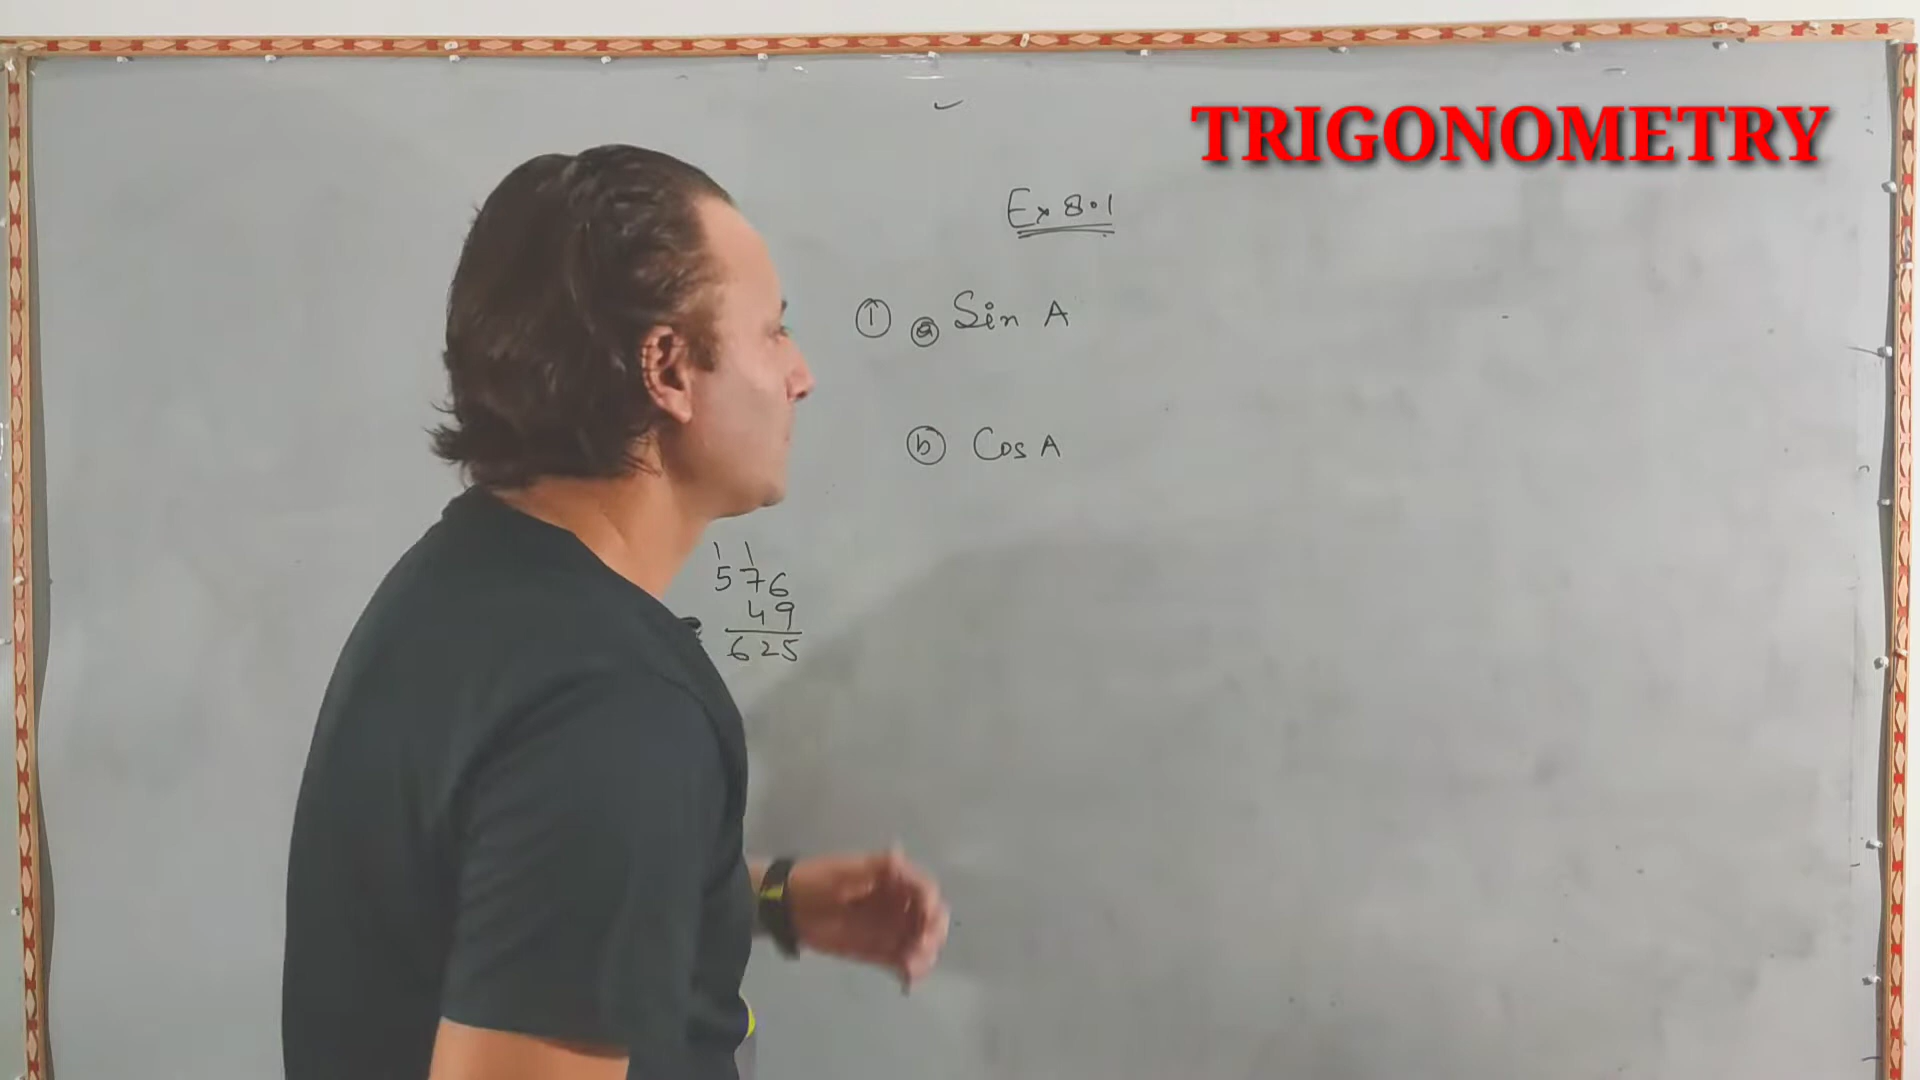 TRIGONOMETRY
Ex 8.1
① ⓐ Sin A
ⓑ Cos A
1 1
576
49
625